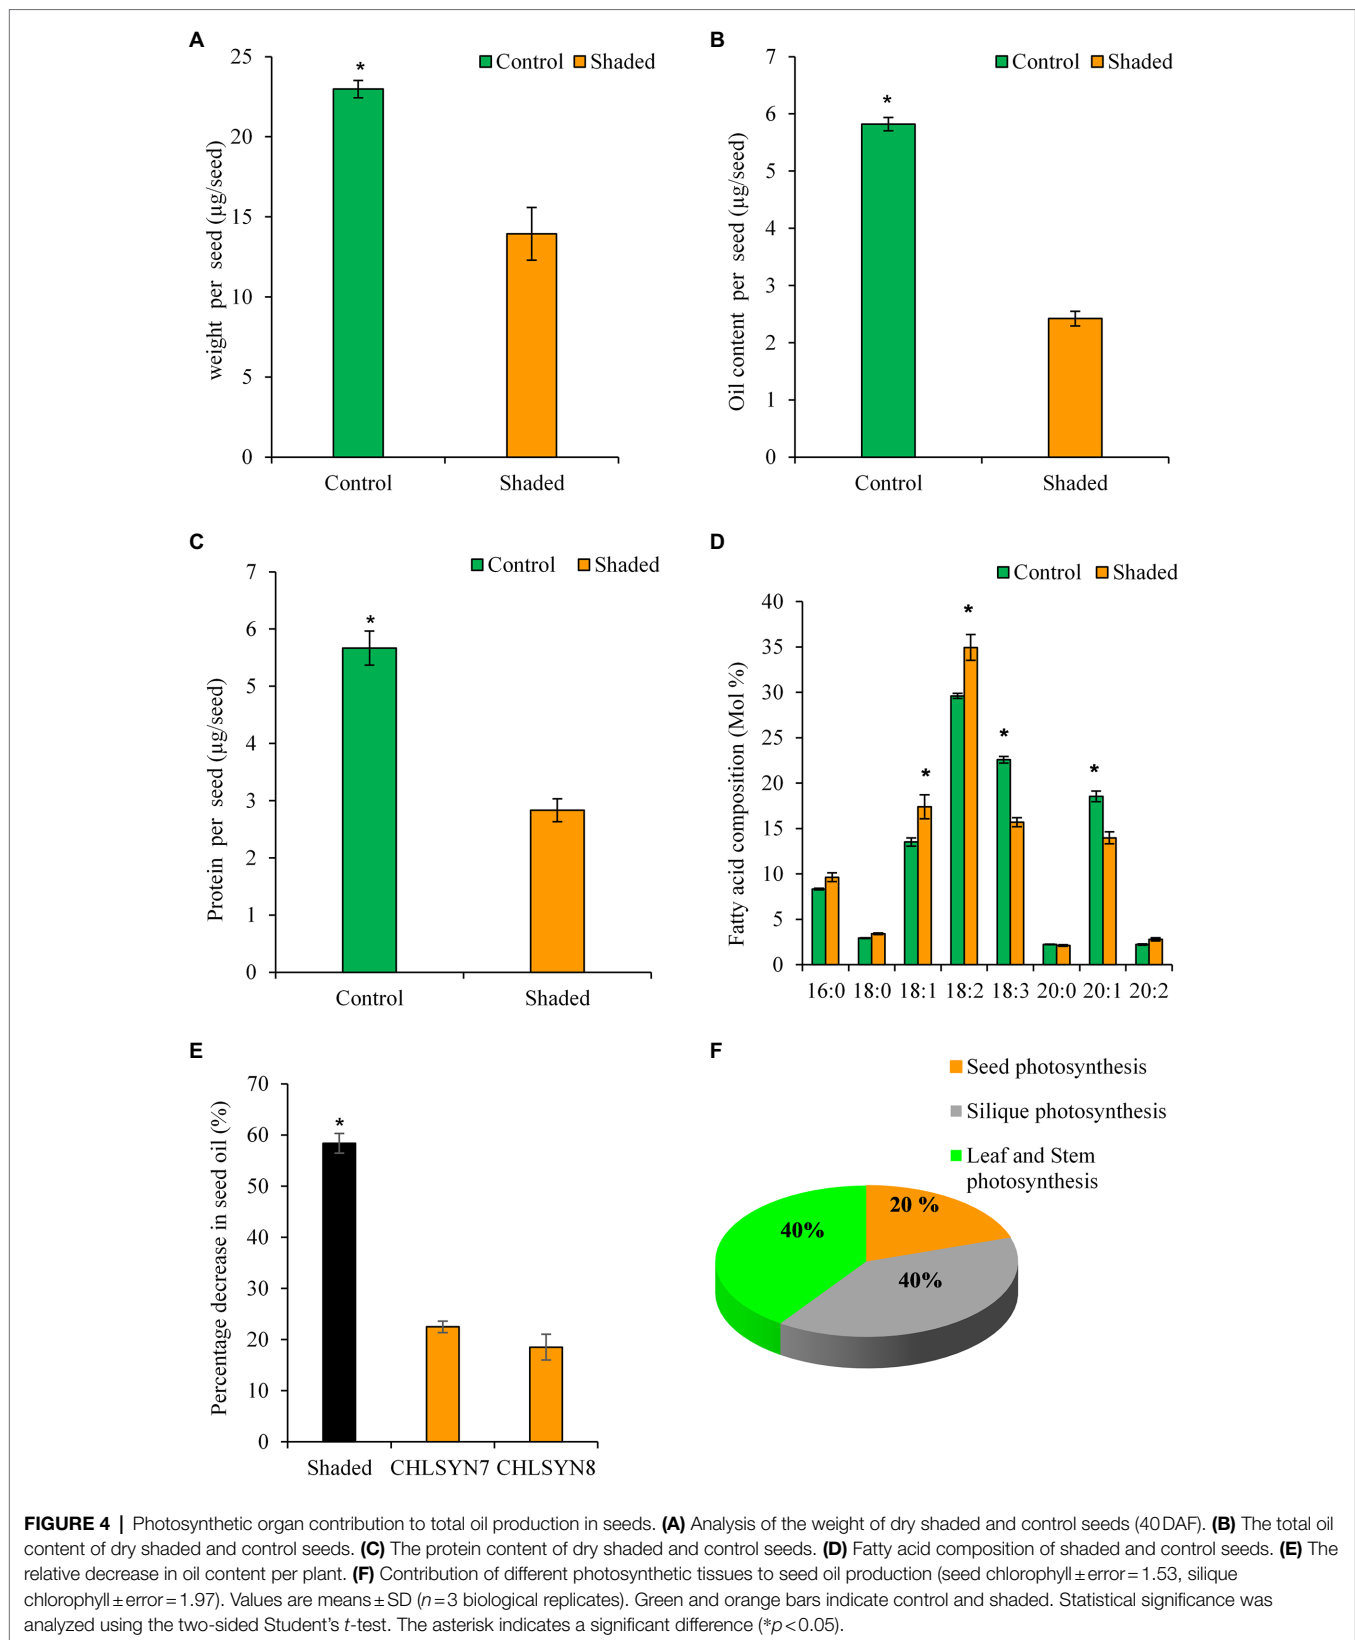 A
Control Shaded
*
25
20
15
10
5
0
weight per seed (µg/seed)
Control Shaded
B
Control Shaded
*
7
6
5
4
3
2
1
0
Oil content per seed (µg/seed)
Control Shaded
C
Control Shaded
*
7
6
5
4
3
2
1
0
Protein per seed (µg/seed)
Control Shaded
D
Control Shaded
* * * *
40
35
30
25
20
15
10
5
0
Fatty acid composition (Mol %)
16:0 18:0 18:1 18:2 18:3 20:0 20:1 20:2
E
*
70
60
50
40
30
20
10
0
Percentage decrease in seed oil (%)
Shaded CHLSYN7 CHLSYN8
F
Seed photosynthesis
Silique photosynthesis
Leaf and Stem
photosynthesis
20 %
40%
40%
FIGURE 4 | Photosynthetic organ contribution to total oil production in seeds. (A) Analysis of the weight of dry shaded and control seeds (40 DAF). (B) The total oil
content of dry shaded and control seeds. (C) The protein content of dry shaded and control seeds. (D) Fatty acid composition of shaded and control seeds. (E) The
relative decrease in oil content per plant. (F) Contribution of different photosynthetic tissues to seed oil production (seed chlorophyll ± error = 1.53, silique
chlorophyll ± error = 1.97). Values are means ± SD (n = 3 biological replicates). Green and orange bars indicate control and shaded. Statistical significance was
analyzed using the two-sided Student's t-test. The asterisk indicates a significant difference (*p < 0.05).